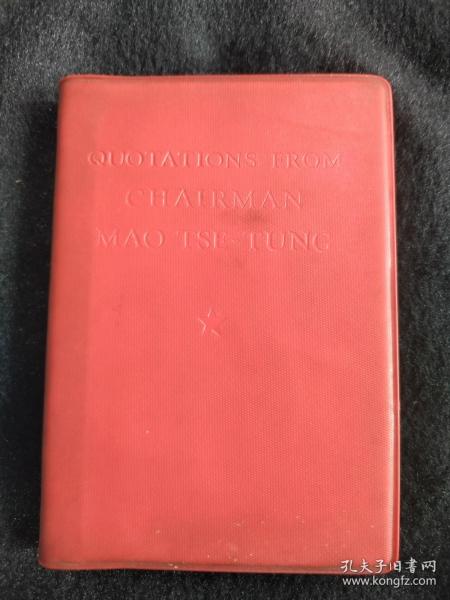 QUOTATIONS FROM
CHAIRMAN
MAO TSE-TUNG
孔夫子旧书网
www.kongfz.com